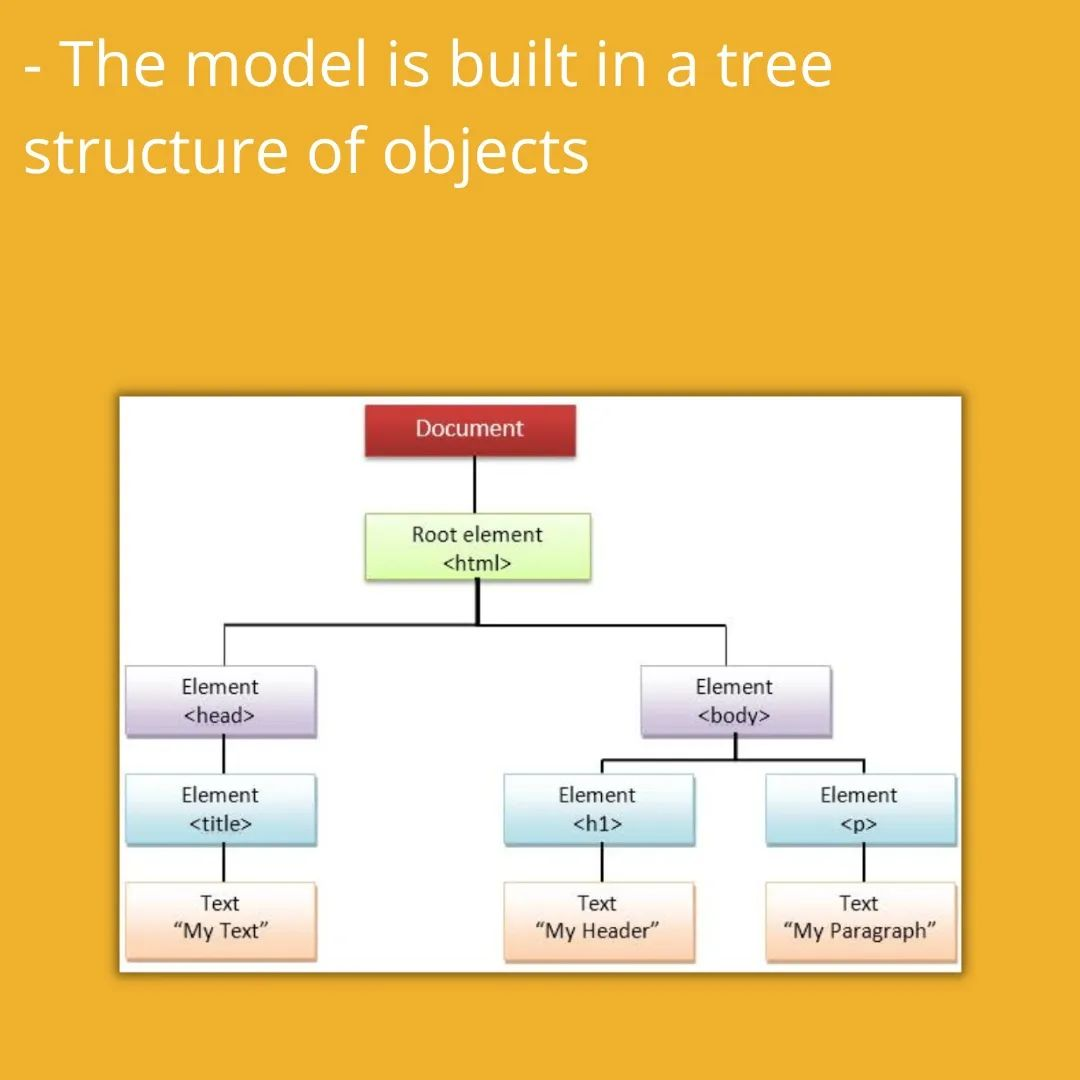 - The model is built in a tree
structure of objects
Document
Root element
<html>
Element
<head>
Element
<body>
Element
<title>
Element
<h1>
Element
<p>
Text
“My Text”
Text
“My Header”
Text
“My Paragraph”